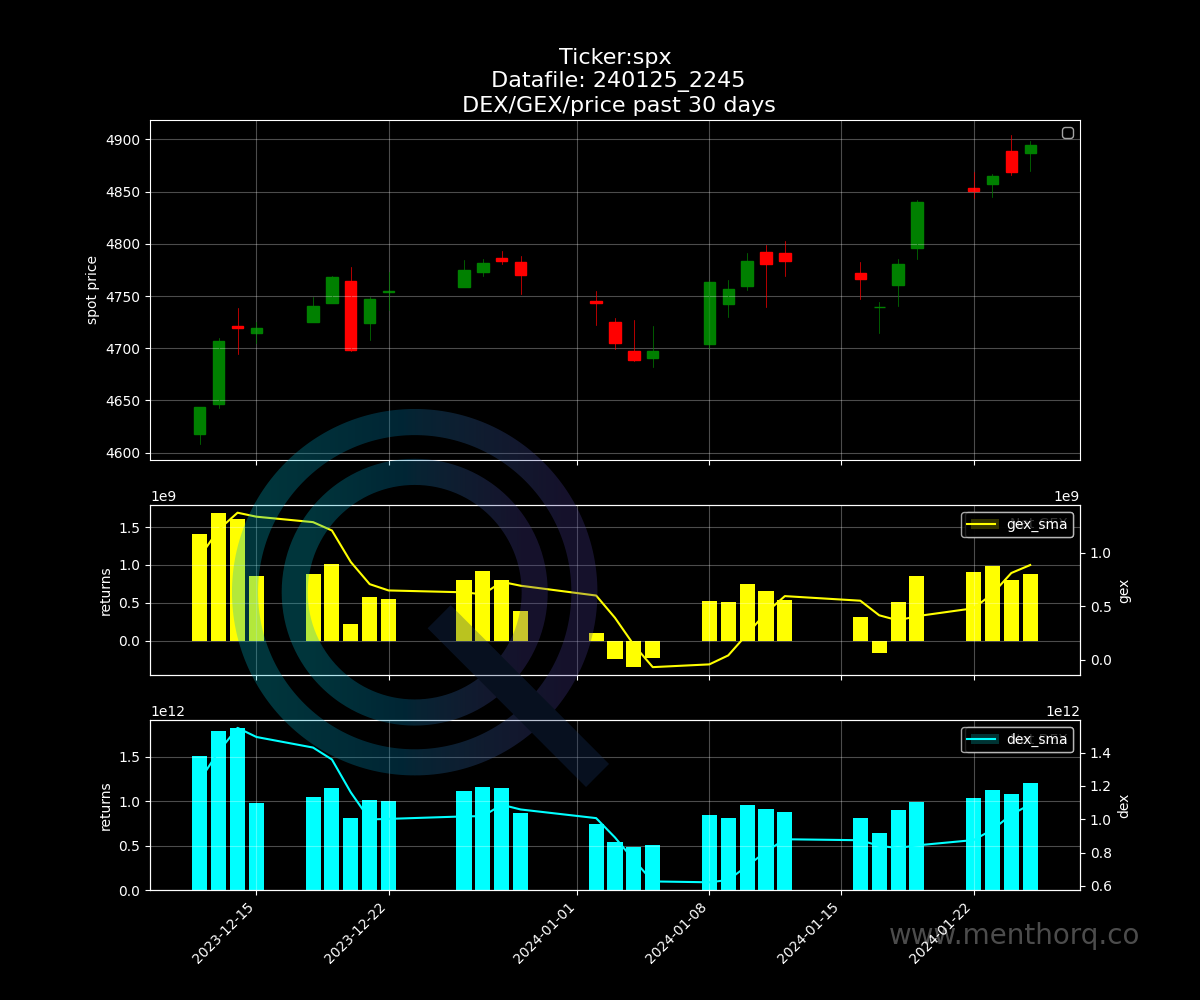 Ticker:spx
Datafile: 240125_2245
DEX/GEX/price past 30 days
4900
4850
4800
4750
4700
4650
4600
spot price
1e9
1e9
1.5
1.0
0.5
0.0
returns
gex_sma
1.0
0.5
0.0
gex
1e12
1e12
1.5
1.0
0.5
0.0
returns
dex_sma
1.4
1.2
1.0
0.8
0.6
dex
2023-12-15
2023-12-22
2024-01-01
2024-01-08
2024-01-15
2024-01-22
www.menthorq.co